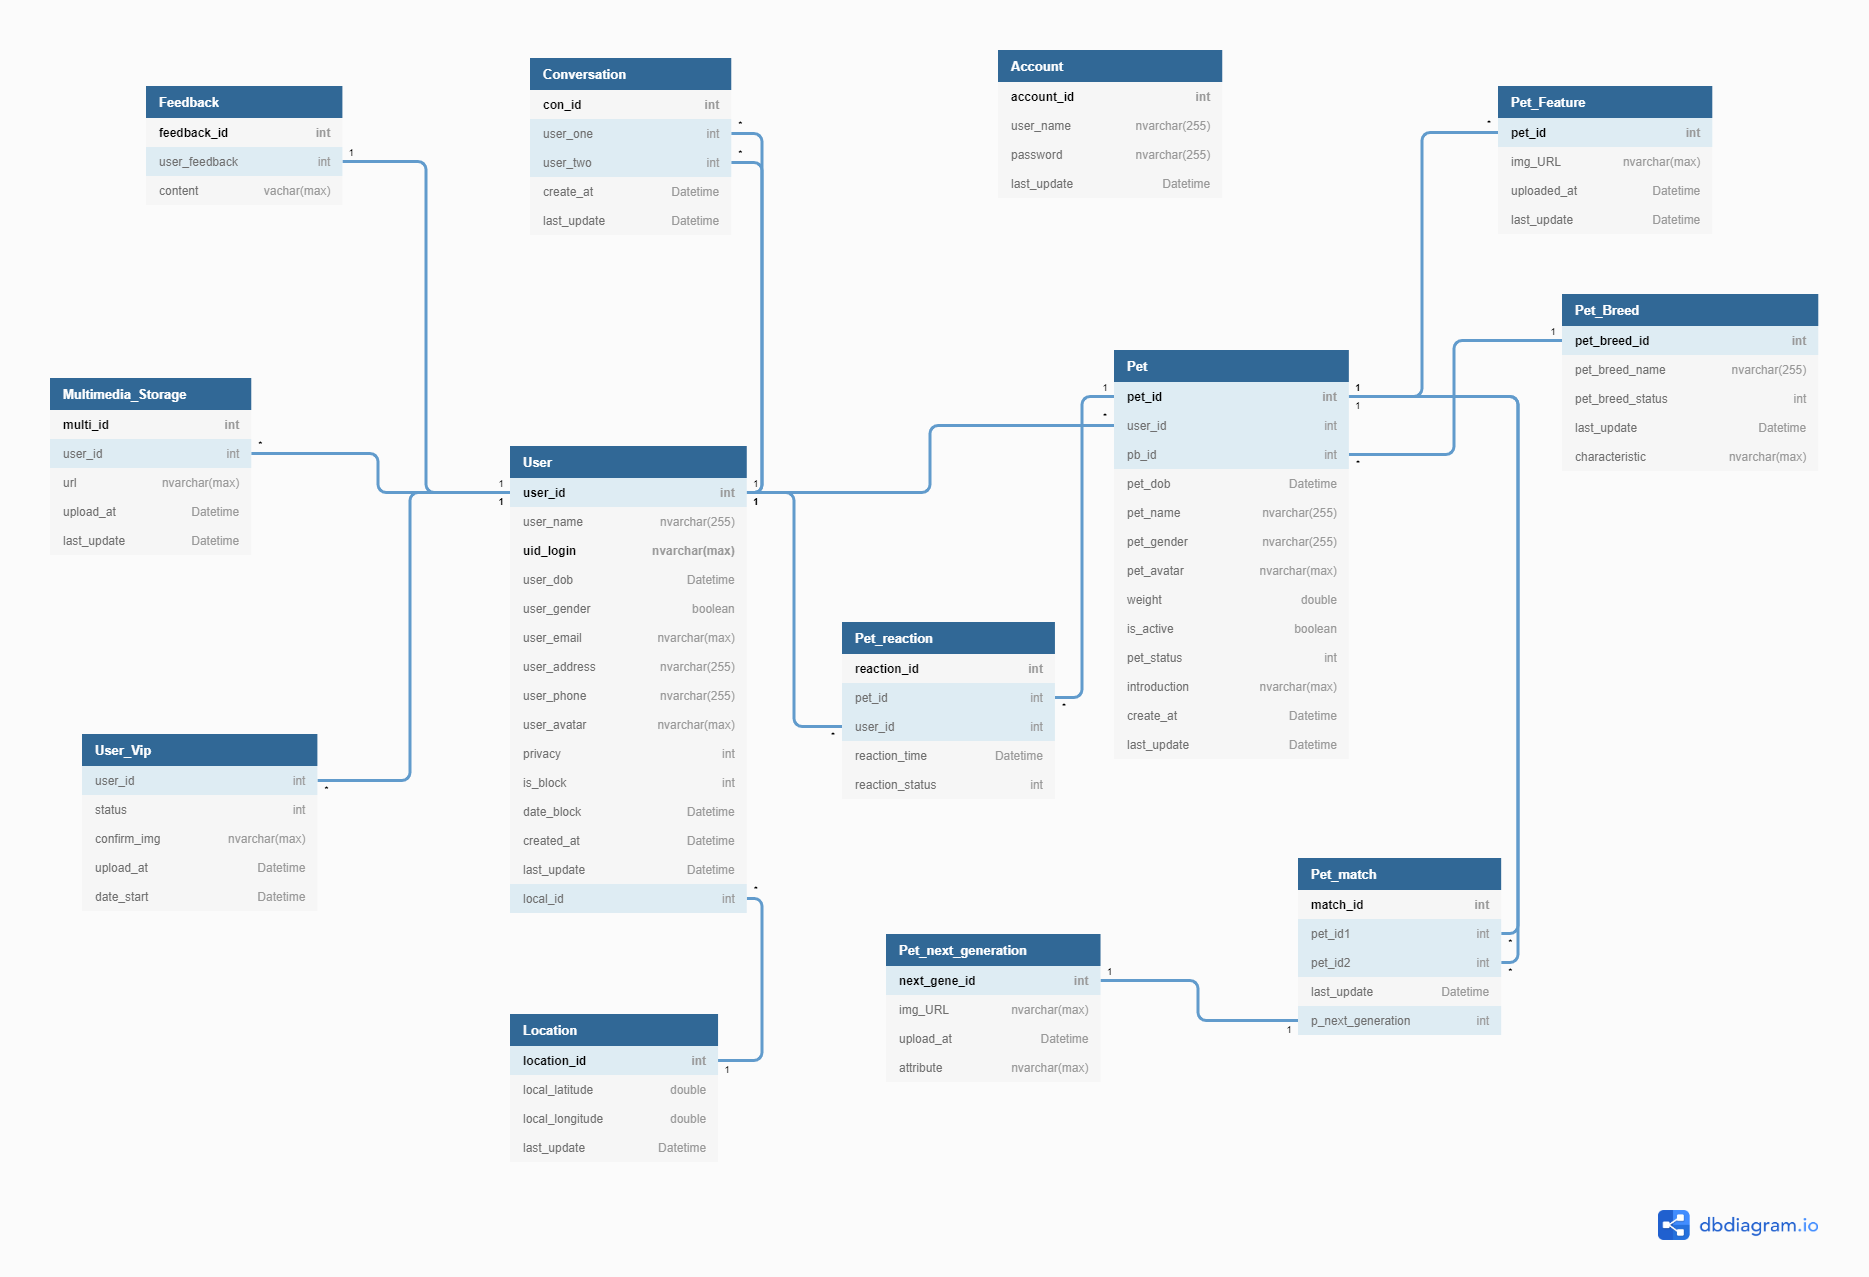 Feedback
feedback_id int
user_feedback int
content vachar(max)
Conversation
con_id int
user_one int
user_two int
create_at Datetime
last_update Datetime
Account
account_id int
user_name nvarchar(255)
password nvarchar(255)
last_update Datetime
Pet_Feature
pet_id int
img_URL nvarchar(max)
uploaded_at Datetime
last_update Datetime
Pet_Breed
pet_breed_id int
pet_breed_name nvarchar(255)
pet_breed_status int
last_update Datetime
characteristic nvarchar(max)
Multimedia_Storage
multi_id int
user_id int
url nvarchar(max)
upload_at Datetime
last_update Datetime
User
user_id int
user_name nvarchar(255)
uid_login nvarchar(max)
user_dob Datetime
user_gender boolean
user_email nvarchar(max)
user_address nvarchar(255)
user_phone nvarchar(255)
user_avatar nvarchar(max)
privacy int
is_block int
date_block Datetime
created_at Datetime
last_update Datetime
local_id int
Pet
pet_id int
user_id int
pb_id int
pet_dob Datetime
pet_name nvarchar(255)
pet_gender nvarchar(255)
pet_avatar nvarchar(max)
weight double
is_active boolean
pet_status int
introduction nvarchar(max)
create_at Datetime
last_update Datetime
Pet_reaction
reaction_id int
pet_id int
user_id int
reaction_time Datetime
reaction_status int
User_Vip
user_id int
status int
confirm_img nvarchar(max)
upload_at Datetime
date_start Datetime
Pet_match
match_id int
pet_id1 int
pet_id2 int
last_update Datetime
p_next_generation int
Pet_next_generation
next_gene_id int
img_URL nvarchar(max)
upload_at Datetime
attribute nvarchar(max)
Location
location_id int
local_latitude double
local_longitude double
last_update Datetime
1
*
*
*
1
*
1
*
1
1
*
*
1
1
1
1
*
*
*
*
1
*
*
1
1
dbdiagram.io